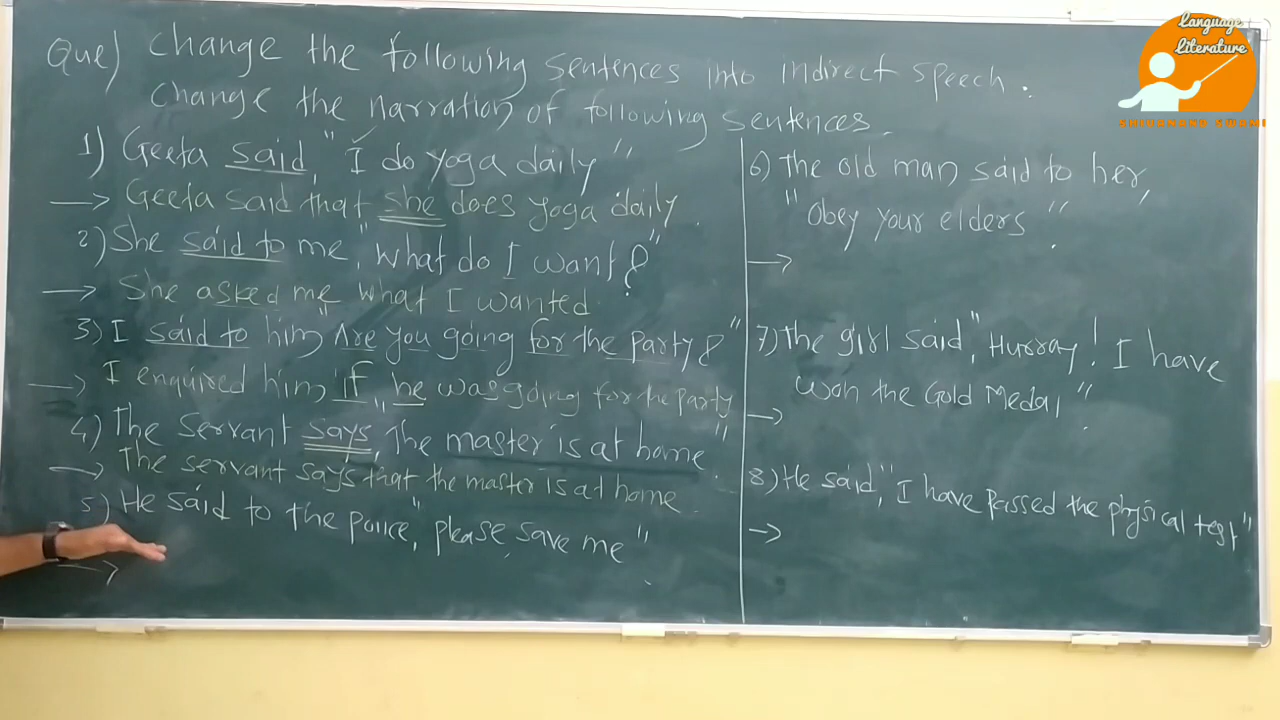 Que) Change the following sentences into indirect speech.
Change the narration of following sentences.
1) Geeta said, "I do yoga daily"
→ Geeta said that she does yoga daily.
2) She said to me, "what do I want?"
→ She asked me what I wanted.
3) I said to him, "Are you going for the party?"
→ I enquired him if he was going for the party
4) The servant says, "The master is at home".
→ The servant says that the master is at home.
5) He said to the police, "please, save me".
→
6) The old man said to her,
"Obey your elders".
→
7) The girl said, "Hurray! I have
won the Gold Medal".
→
8) He said, "I have passed the physical test"
→
Language
Literature
SHIVANAND SWAMI